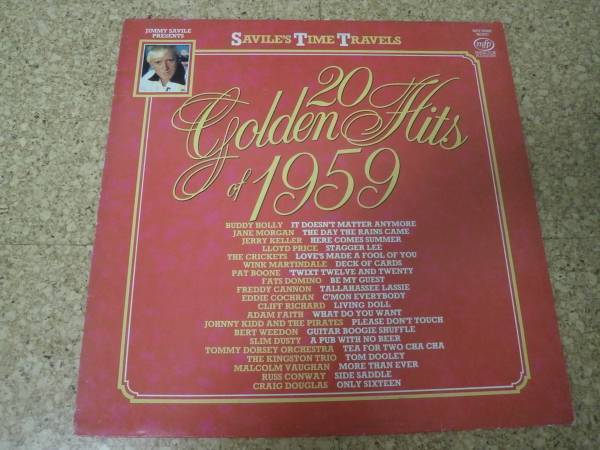 JIMMY SAVILE
PRESENTS
SAVILE'S TIME TRAVELS
mfp
20
Golden Hits
of 1959
BUDDY HOLLY IT DOESN'T MATTER ANYMORE
JANE MORGAN THE DAY THE RAINS CAME
JERRY KELLER HERE COMES SUMMER
LLOYD PRICE STAGGER LEE
THE CRICKETS LOVE'S MADE A FOOL OF YOU
WINK MARTINDALE DECK OF CARDS
PAT BOONE 'TWIXT TWELVE AND TWENTY
FATS DOMINO BE MY GUEST
FREDDY CANNON TALLAHASSEE LASSIE
EDDIE COCHRAN C'MON EVERYBODY
CLIFF RICHARD LIVING DOLL
ADAM FAITH WHAT DO YOU WANT
JOHNNY KIDD AND THE PIRATES PLEASE DON'T TOUCH
BERT WEEDON GUITAR BOOGIE SHUFFLE
SLIM DUSTY A PUB WITH NO BEER
TOMMY DORSEY ORCHESTRA TEA FOR TWO CHA CHA
THE KINGSTON TRIO TOM DOOLEY
MALCOLM VAUGHAN MORE THAN EVER
RUSS CONWAY SIDE SADDLE
CRAIG DOUGLAS ONLY SIXTEEN